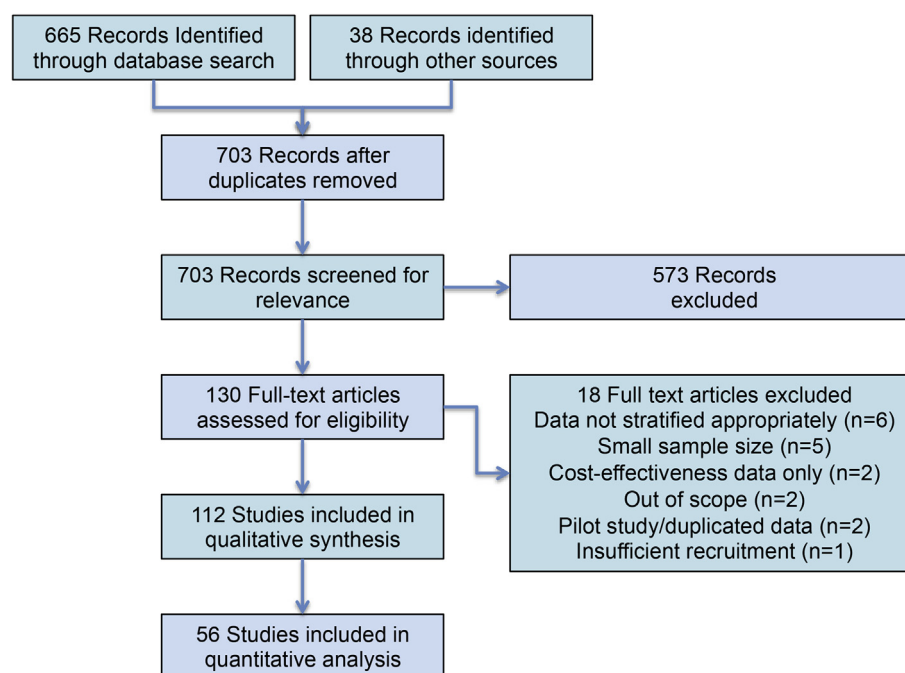 665 Records Identified
through database search
38 Records identified
through other sources
703 Records after
duplicates removed
703 Records screened for
relevance
573 Records
excluded
130 Full-text articles
assessed for eligibility
18 Full text articles excluded
Data not stratified appropriately (n=6)
Small sample size (n=5)
Cost-effectiveness data only (n=2)
Out of scope (n=2)
Pilot study/duplicated data (n=2)
Insufficient recruitment (n=1)
112 Studies included in
qualitative synthesis
56 Studies included in
quantitative analysis